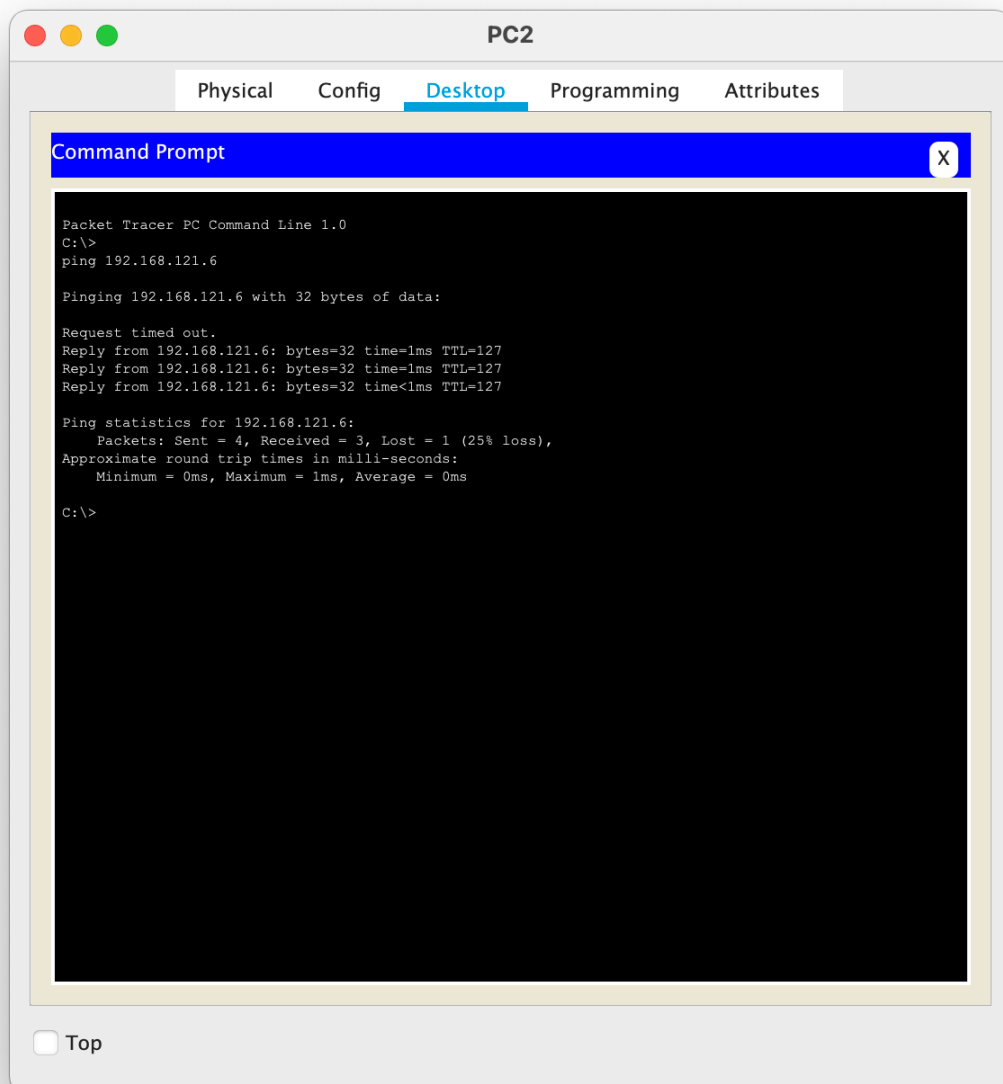 PC2
Physical Config Desktop Programming Attributes
Command Prompt
X
Packet Tracer PC Command Line 1.0
C:\>
ping 192.168.121.6
Pinging 192.168.121.6 with 32 bytes of data:
Request timed out.
Reply from 192.168.121.6: bytes=32 time=1ms TTL=127
Reply from 192.168.121.6: bytes=32 time=1ms TTL=127
Reply from 192.168.121.6: bytes=32 time<1ms TTL=127
Ping statistics for 192.168.121.6:
    Packets: Sent = 4, Received = 3, Lost = 1 (25% loss),
Approximate round trip times in milli-seconds:
    Minimum = 0ms, Maximum = 1ms, Average = 0ms
C:\>
Top